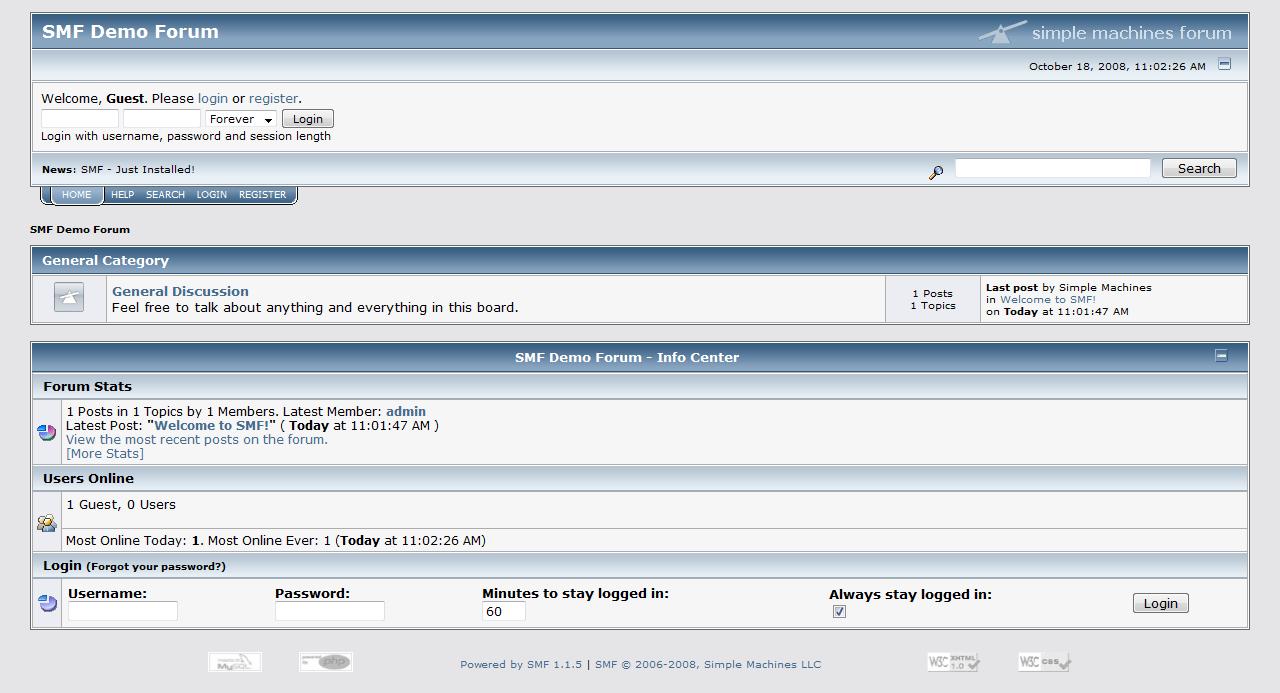 SMF Demo Forum
simple machines forum
October 18, 2008, 11:02:26 AM
Welcome, Guest. Please login or register.
Forever Login
Login with username, password and session length
News: SMF - Just Installed!
Search
HOME HELP SEARCH LOGIN REGISTER
SMF Demo Forum
General Category
General Discussion
Feel free to talk about anything and everything in this board.
1 Posts
1 Topics
Last post by Simple Machines
in Welcome to SMF!
on Today at 11:01:47 AM
SMF Demo Forum - Info Center
Forum Stats
1 Posts in 1 Topics by 1 Members. Latest Member: admin
Latest Post: "Welcome to SMF!" ( Today at 11:01:47 AM )
View the most recent posts on the forum.
[More Stats]
Users Online
1 Guest, 0 Users
Most Online Today: 1. Most Online Ever: 1 (Today at 11:02:26 AM)
Login (Forgot your password?)
Username: Password: Minutes to stay logged in: Always stay logged in:
60
Login
MySQL
powered by php
Powered by SMF 1.1.5 | SMF © 2006-2008, Simple Machines LLC
W3C XHTML 1.0
W3C css